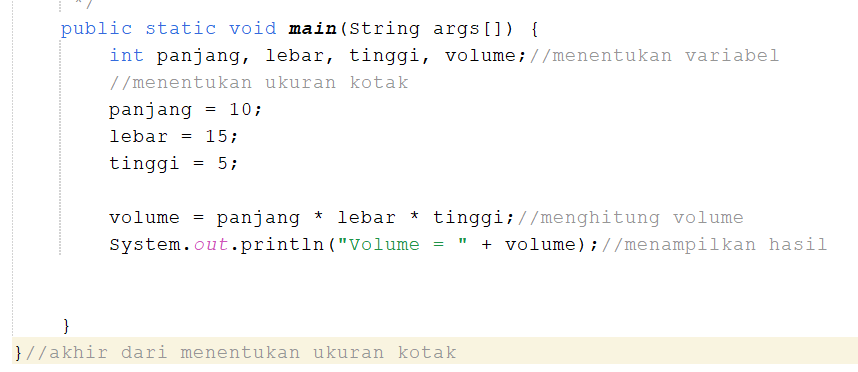 */
public static void main(String args[]) {
int panjang, lebar, tinggi, volume;//menentukan variabel
//menentukan ukuran kotak
panjang = 10;
lebar = 15;
tinggi = 5;
volume = panjang * lebar * tinggi;//menghitung volume
System.out.println("Volume = " + volume);//menampilkan hasil
}
}//akhir dari menentukan ukuran kotak